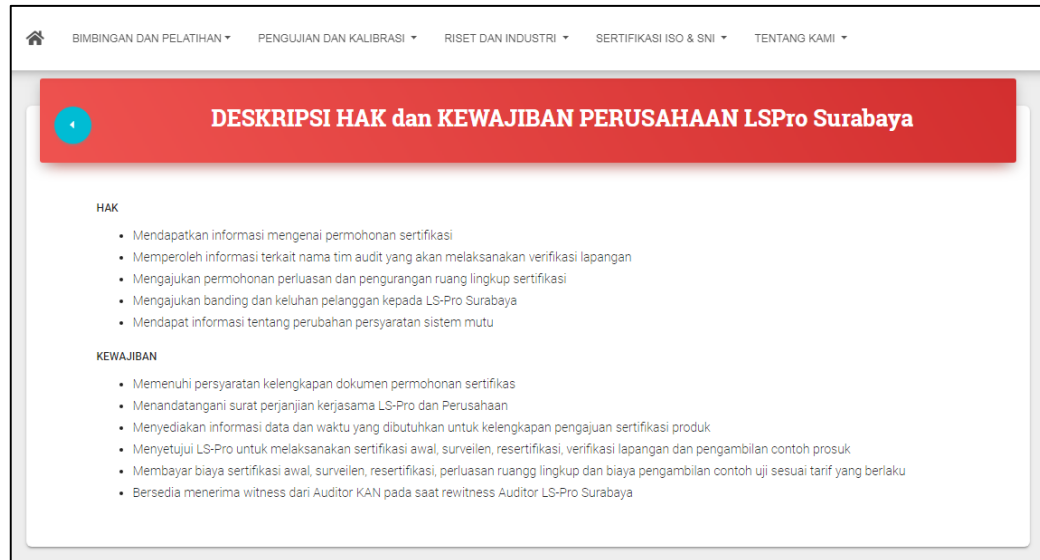 BIMBINGAN DAN PELATIHAN PENGUJIAN DAN KALIBRASI RISET DAN INDUSTRI SERTIFIKASI ISO & SNI TENTANG KAMI
DESKRIPSI HAK dan KEWAJIBAN PERUSAHAAN LSPro Surabaya
HAK
• Mendapatkan informasi mengenai permohonan sertifikasi
• Memperoleh informasi terkait nama tim audit yang akan melaksanakan verifikasi lapangan
• Mengajukan permohonan perluasan dan pengurangan ruang lingkup sertifikasi
• Mengajukan banding dan keluhan pelanggan kepada LS-Pro Surabaya
• Mendapat informasi tentang perubahan persyaratan sistem mutu
KEWAJIBAN
• Memenuhi persyaratan kelengkapan dokumen permohonan sertifikas
• Menandatangani surat perjanjian kerjasama LS-Pro dan Perusahaan
• Menyediakan informasi data dan waktu yang dibutuhkan untuk kelengkapan pengajuan sertifikasi produk
• Menyetujui LS-Pro untuk melaksanakan sertifikasi awal, surveilen, resertifikasi, verifikasi lapangan dan pengambilan contoh prosuk
• Membayar biaya sertifikasi awal, surveilen, resertifikasi, perluasan ruangg lingkup dan biaya pengambilan contoh uji sesuai tarif yang berlaku
• Bersedia menerima witness dari Auditor KAN pada saat rewitness Auditor LS-Pro Surabaya